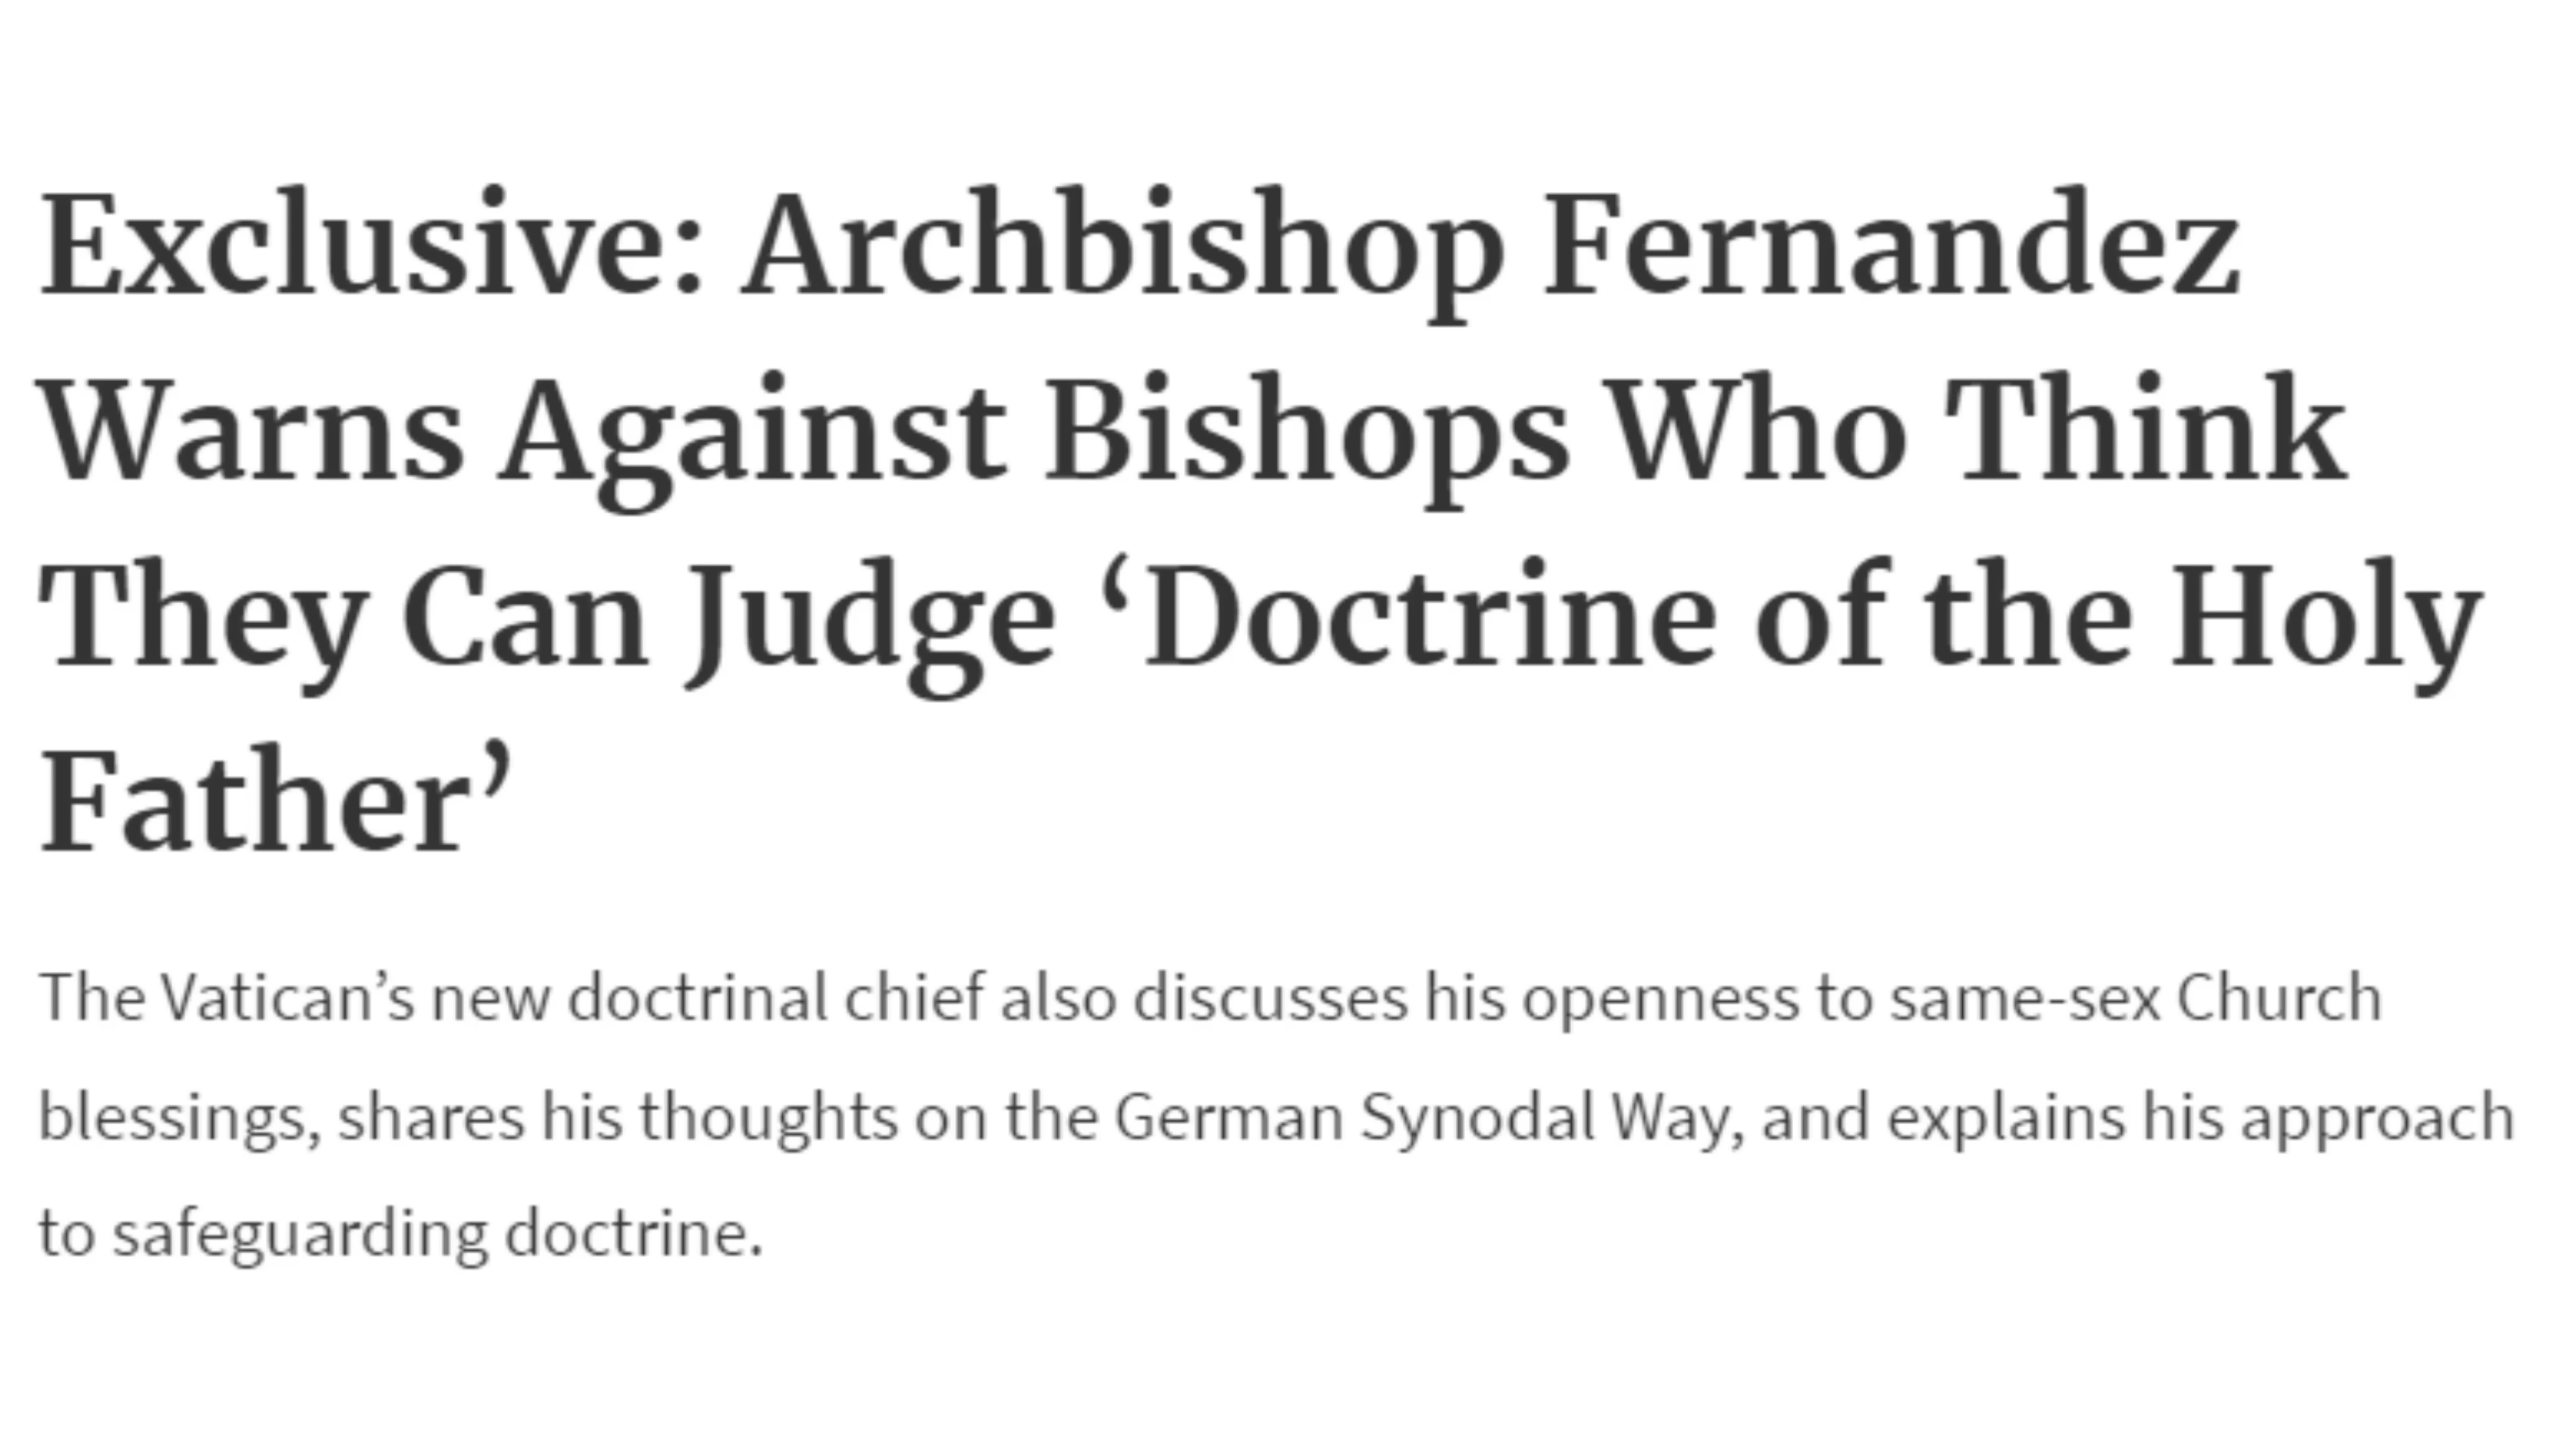 Exclusive: Archbishop Fernandez
Warns Against Bishops Who Think
They Can Judge ‘Doctrine of the Holy
Father’
The Vatican’s new doctrinal chief also discusses his openness to same-sex Church
blessings, shares his thoughts on the German Synodal Way, and explains his approach
to safeguarding doctrine.